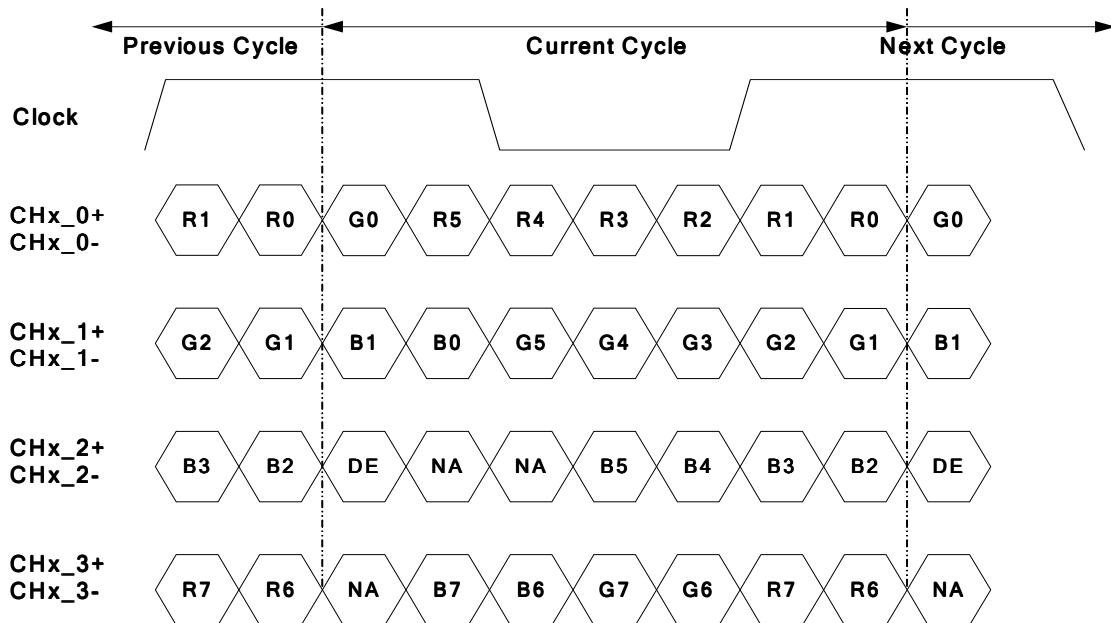 Previous Cycle Current Cycle Next Cycle
Clock
CHx_0+
CHx_0-
R1 R0 G0 R5 R4 R3 R2 R1 R0 G0
CHx_1+
CHx_1-
G2 G1 B1 B0 G5 G4 G3 G2 G1 B1
CHx_2+
CHx_2-
B3 B2 DE NA NA B5 B4 B3 B2 DE
CHx_3+
CHx_3-
R7 R6 NA B7 B6 G7 G6 R7 R6 NA